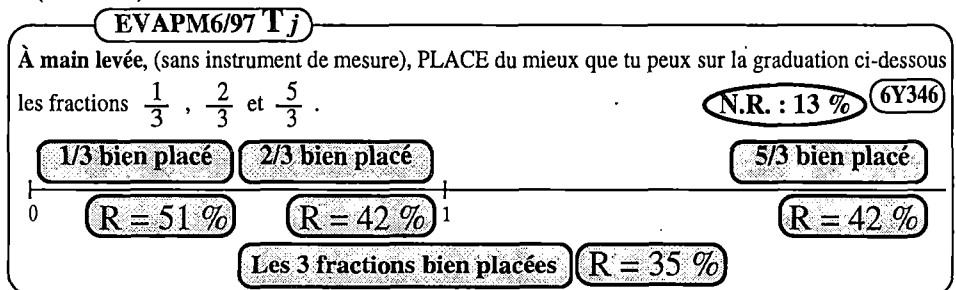 EVAPM6/97 T j
À main levée, (sans instrument de mesure), PLACE du mieux que tu peux sur la graduation ci-dessous
les fractions 1/3 , 2/3 et 5/3 . N.R. : 13 % 6Y346
1/3 bien placé 2/3 bien placé 5/3 bien placé
0 R = 51 % R = 42 % 1 R = 42 %
Les 3 fractions bien placées R = 35 %